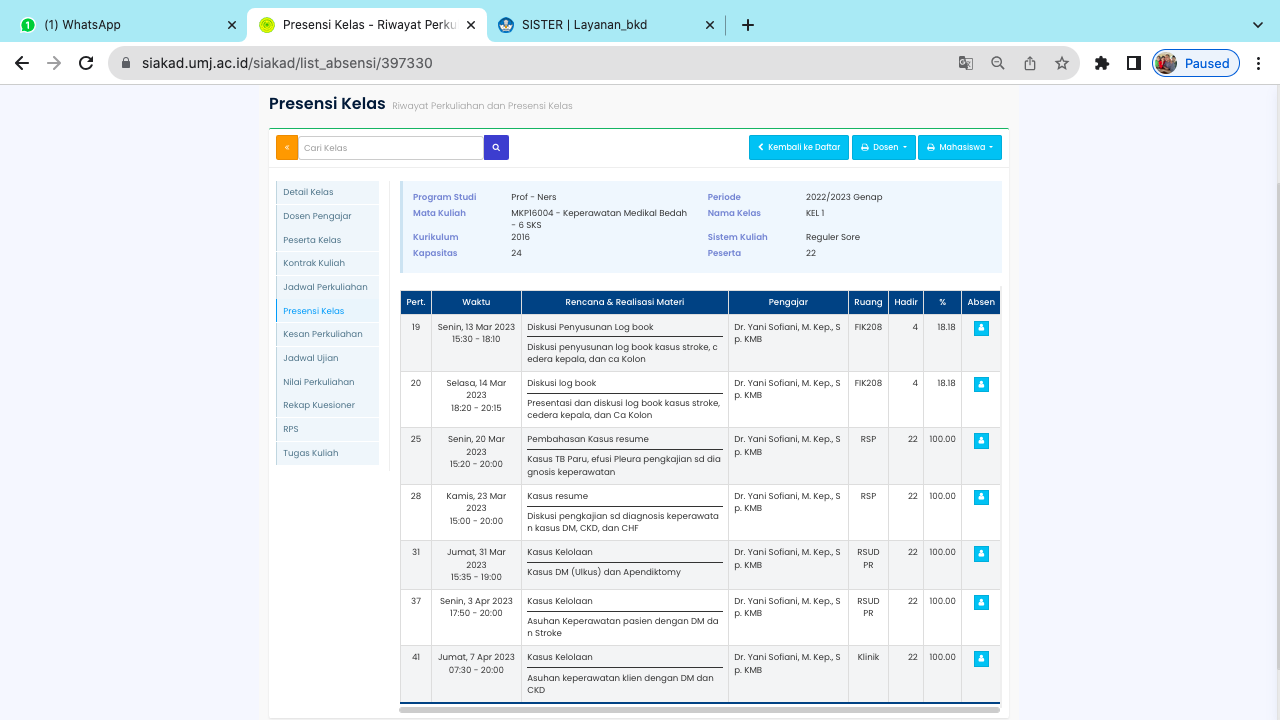 (1) WhatsApp
Presensi Kelas - Riwayat Perku
SISTER | Layanan_bkd
siakad.umj.ac.id/siakad/list_absensi/397330
Paused
Presensi Kelas Riwayat Perkuliahan dan Presensi Kelas
Cari Kelas
Kembali ke Daftar
Dosen
Mahasiswa
Detail Kelas
Dosen Pengajar
Peserta Kelas
Kontrak Kuliah
Jadwal Perkuliahan
Presensi Kelas
Kesan Perkuliahan
Jadwal Ujian
Nilai Perkuliahan
Rekap Kuesioner
RPS
Tugas Kuliah
Program Studi Prof - Ners Periode 2022/2023 Genap
Mata Kuliah MKP16004 - Keperawatan Medikal Bedah Nama Kelas KEL 1
- 6 SKS
Kurikulum 2016 Sistem Kuliah Reguler Sore
Kapasitas 24 Peserta 22
Pert. Waktu Rencana & Realisasi Materi Pengajar Ruang Hadir % Absen
19 Senin, 13 Mar 2023 Diskusi Penyusunan Log book Dr. Yani Sofiani, M. Kep., S FIK208 4 18.18
15:30 - 18:10 p. KMB
Diskusi penyusunan log book kasus stroke, c
edera kepala, dan ca Kolon
20 Selasa, 14 Mar Diskusi log book Dr. Yani Sofiani, M. Kep., S FIK208 4 18.18
2023 p. KMB
18:20 - 20:15 Presentasi dan diskusi log book kasus stroke,
cedera kepala, dan Ca Kolon
25 Senin, 20 Mar Pembahasan Kasus resume Dr. Yani Sofiani, M. Kep., S RSP 22 100.00
2023 p. KMB
15:20 - 20:00 Kasus TB Paru, efusi Pleura pengkajian sd dia
gnosis keperawatan
28 Kamis, 23 Mar Kasus resume Dr. Yani Sofiani, M. Kep., S RSP 22 100.00
2023 p. KMB
15:00 - 20:00 Diskusi pengkajian sd diagnosis keperawata
n kasus DM, CKD, dan CHF
31 Jumat, 31 Mar Kasus Kelolaan Dr. Yani Sofiani, M. Kep., S RSUD 22 100.00
2023 p. KMB PR
15:35 - 19:00 Kasus DM (Ulkus) dan Apendiktomy
37 Senin, 3 Apr 2023 Kasus Kelolaan Dr. Yani Sofiani, M. Kep., S RSUD 22 100.00
17:50 - 20:00 p. KMB PR
Asuhan Keperawatan pasien dengan DM da
n Stroke
41 Jumat, 7 Apr 2023 Kasus Kelolaan Dr. Yani Sofiani, M. Kep., S Klinik 22 100.00
07:30 - 20:00 p. KMB
Asuhan keperawatan klien dengan DM dan
CKD